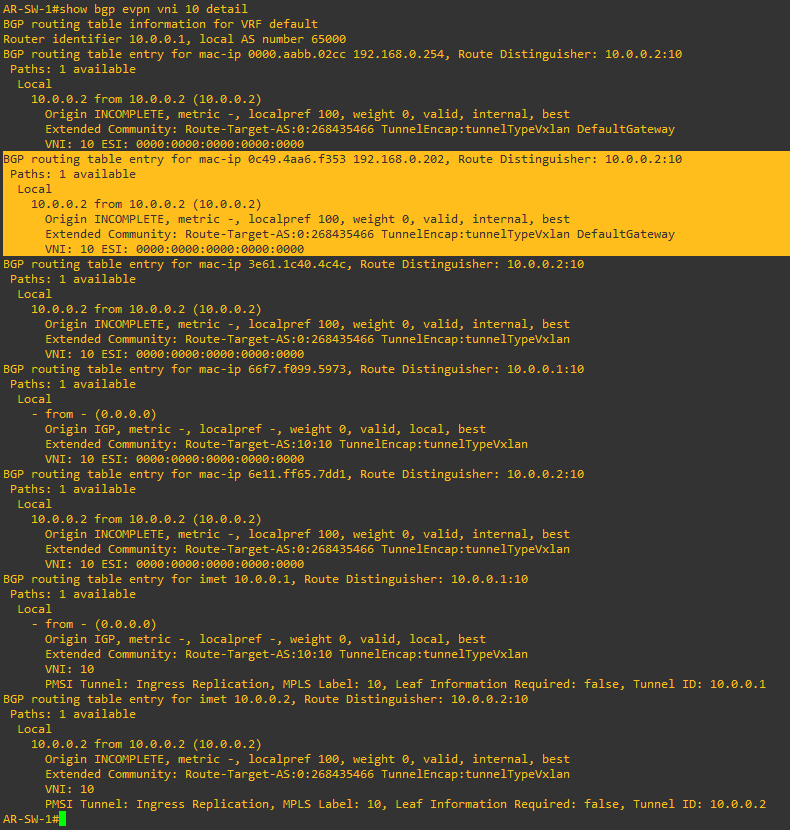 AR-SW-1#show bgp evpn vni 10 detail
BGP routing table information for VRF default
Router identifier 10.0.0.1, local AS number 65000
BGP routing table entry for mac-ip 0000.aabb.02cc 192.168.0.254, Route Distinguisher: 10.0.0.2:10
 Paths: 1 available
  Local
    10.0.0.2 from 10.0.0.2 (10.0.0.2)
      Origin INCOMPLETE, metric -, localpref 100, weight 0, valid, internal, best
      Extended Community: Route-Target-AS:0:268435466 TunnelEncap:tunnelTypeVxlan DefaultGateway
      VNI: 10 ESI: 0000:0000:0000:0000:0000
BGP routing table entry for mac-ip 0c49.4aa6.f353 192.168.0.202, Route Distinguisher: 10.0.0.2:10
 Paths: 1 available
  Local
    10.0.0.2 from 10.0.0.2 (10.0.0.2)
      Origin INCOMPLETE, metric -, localpref 100, weight 0, valid, internal, best
      Extended Community: Route-Target-AS:0:268435466 TunnelEncap:tunnelTypeVxlan DefaultGateway
      VNI: 10 ESI: 0000:0000:0000:0000:0000
BGP routing table entry for mac-ip 3e61.1c40.4c4c, Route Distinguisher: 10.0.0.2:10
 Paths: 1 available
  Local
    10.0.0.2 from 10.0.0.2 (10.0.0.2)
      Origin INCOMPLETE, metric -, localpref 100, weight 0, valid, internal, best
      Extended Community: Route-Target-AS:0:268435466 TunnelEncap:tunnelTypeVxlan
      VNI: 10 ESI: 0000:0000:0000:0000:0000
BGP routing table entry for mac-ip 66f7.f099.5973, Route Distinguisher: 10.0.0.1:10
 Paths: 1 available
  Local
    - from - (0.0.0.0)
      Origin IGP, metric -, localpref -, weight 0, valid, local, best
      Extended Community: Route-Target-AS:10:10 TunnelEncap:tunnelTypeVxlan
      VNI: 10 ESI: 0000:0000:0000:0000:0000
BGP routing table entry for mac-ip 6e11.ff65.7dd1, Route Distinguisher: 10.0.0.2:10
 Paths: 1 available
  Local
    10.0.0.2 from 10.0.0.2 (10.0.0.2)
      Origin INCOMPLETE, metric -, localpref 100, weight 0, valid, internal, best
      Extended Community: Route-Target-AS:0:268435466 TunnelEncap:tunnelTypeVxlan
      VNI: 10 ESI: 0000:0000:0000:0000:0000
BGP routing table entry for imet 10.0.0.1, Route Distinguisher: 10.0.0.1:10
 Paths: 1 available
  Local
    - from - (0.0.0.0)
      Origin IGP, metric -, localpref -, weight 0, valid, local, best
      Extended Community: Route-Target-AS:10:10 TunnelEncap:tunnelTypeVxlan
      VNI: 10
      PMSI Tunnel: Ingress Replication, MPLS Label: 10, Leaf Information Required: false, Tunnel ID: 10.0.0.1
BGP routing table entry for imet 10.0.0.2, Route Distinguisher: 10.0.0.2:10
 Paths: 1 available
  Local
    10.0.0.2 from 10.0.0.2 (10.0.0.2)
      Origin INCOMPLETE, metric -, localpref 100, weight 0, valid, internal, best
      Extended Community: Route-Target-AS:0:268435466 TunnelEncap:tunnelTypeVxlan
      VNI: 10
      PMSI Tunnel: Ingress Replication, MPLS Label: 10, Leaf Information Required: false, Tunnel ID: 10.0.0.2
AR-SW-1#